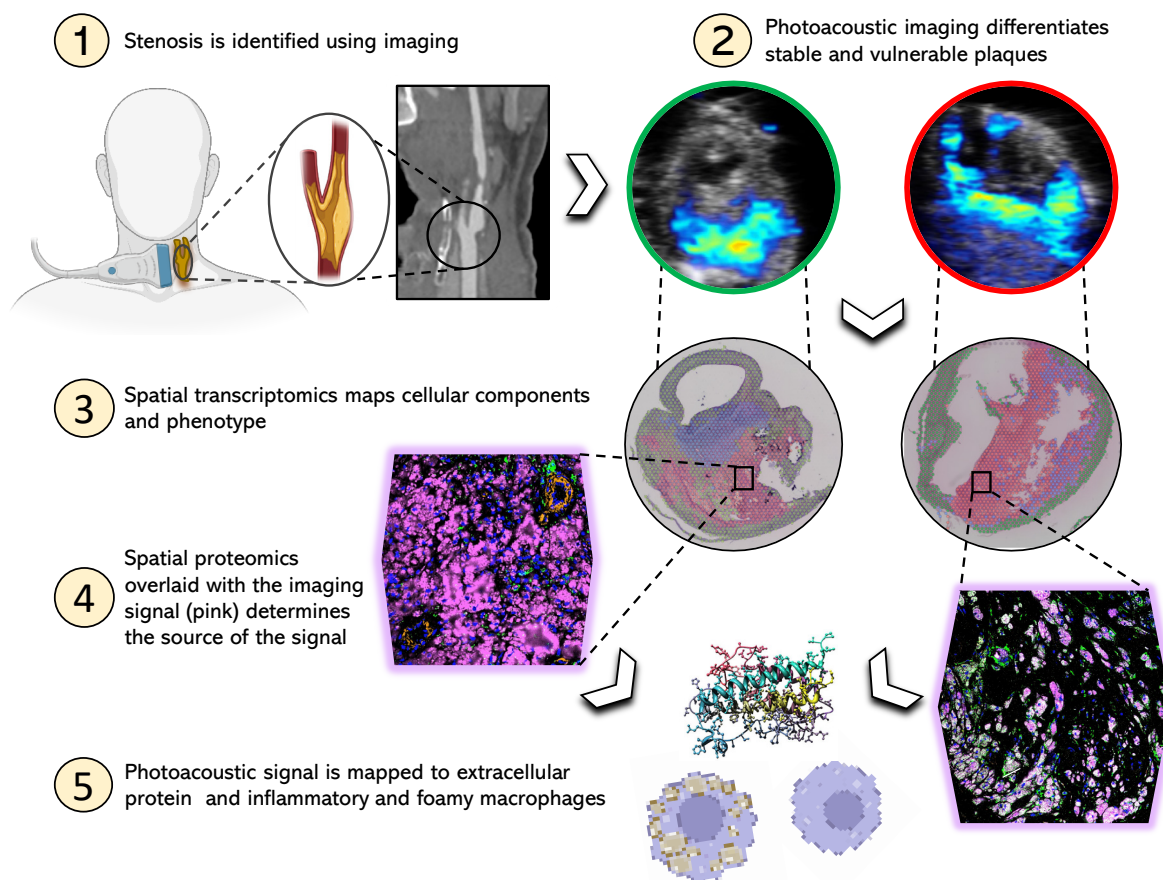 1
Stenosis is identified using imaging
2
Photoacoustic imaging differentiates
stable and vulnerable plaques
3
Spatial transcriptomics maps cellular components
and phenotype
4
Spatial proteomics
overlaid with the imaging
signal (pink) determines
the source of the signal
5
Photoacoustic signal is mapped to extracellular
protein and inflammatory and foamy macrophages